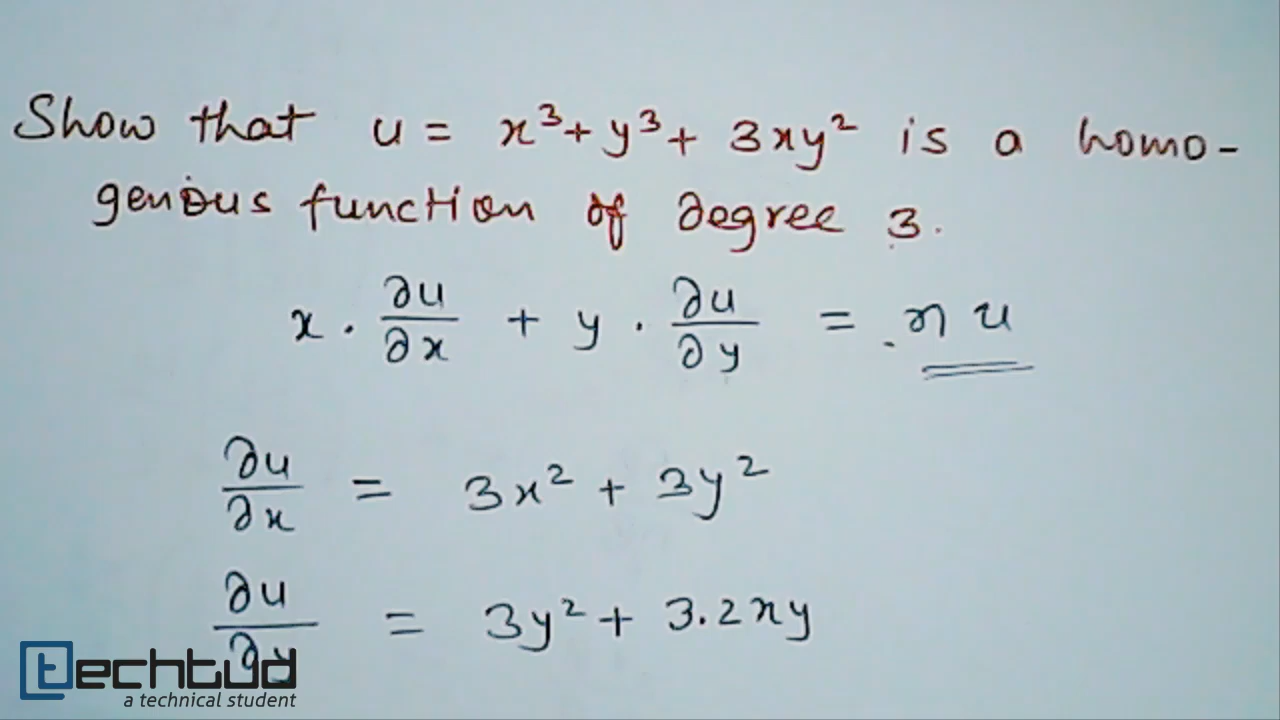 Show that u = x³ + y³ + 3xy² is a homo-
genious function of degree 3.
x · ∂u/∂x + y · ∂u/∂y = n u
∂u/∂x = 3x² + 3y²
∂u/∂y = 3y² + 3.2xy
techtud
a technical student